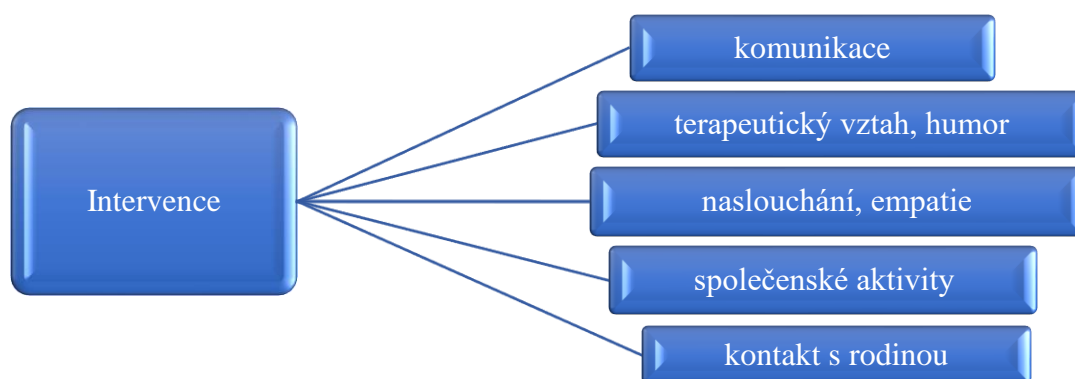 Intervence
komunikace
terapeutický vztah, humor
naslouchání, empatie
společenské aktivity
kontakt s rodinou